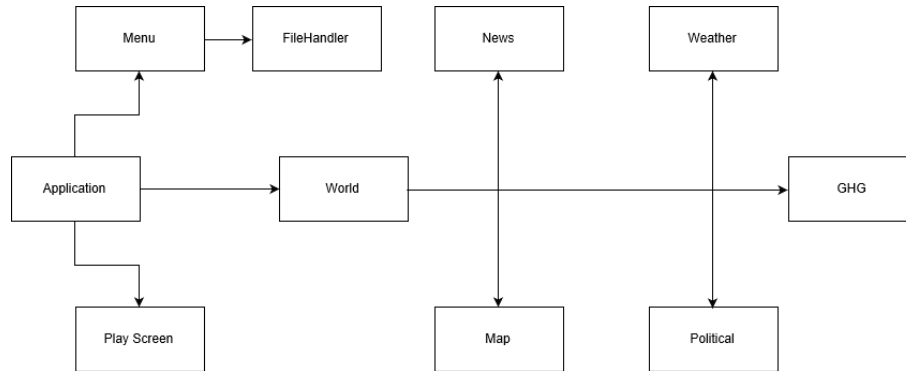 Menu
FileHandler
News
Weather
Application
World
GHG
Play Screen
Map
Political